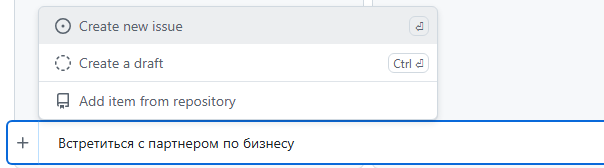 Create new issue ⏎
Create a draft Ctrl ⏎
Add item from repository
+ Встретиться с партнером по бизнесу